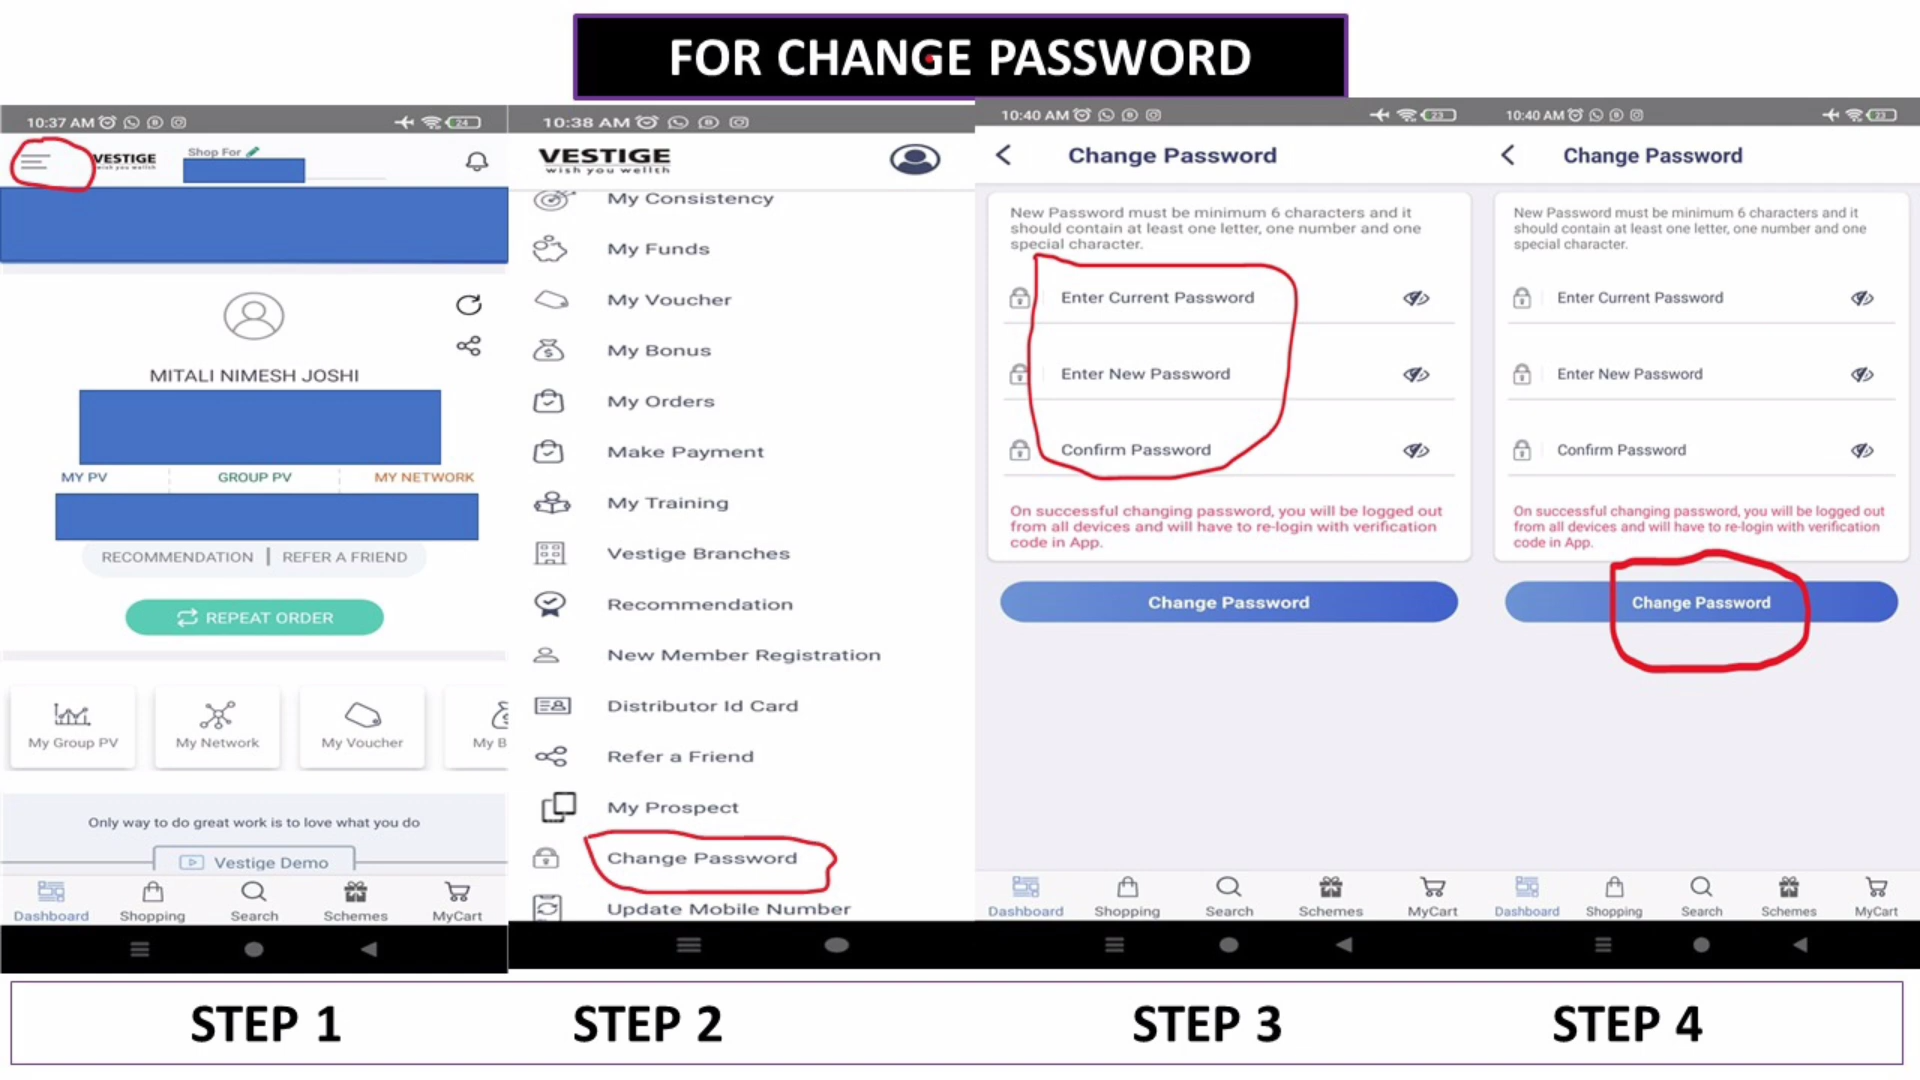 FOR CHANGE PASSWORD
10:37 AM
24
VESTIGE
wish you wellth
Shop For
MITALI NIMESH JOSHI
MY PV
GROUP PV
MY NETWORK
RECOMMENDATION | REFER A FRIEND
REPEAT ORDER
My Group PV
My Network
My Voucher
My B
Only way to do great work is to love what you do
Vestige Demo
Dashboard
Shopping
Search
Schemes
MyCart
10:38 AM
VESTIGE
wish you wellth
My Consistency
My Funds
My Voucher
My Bonus
My Orders
Make Payment
My Training
Vestige Branches
Recommendation
New Member Registration
Distributor Id Card
Refer a Friend
My Prospect
Change Password
Update Mobile Number
10:40 AM
23
Change Password
New Password must be minimum 6 characters and it
should contain at least one letter, one number and one
special character.
Enter Current Password
Enter New Password
Confirm Password
On successful changing password, you will be logged out
from all devices and will have to re-login with verification
code in App.
Change Password
Dashboard
Shopping
Search
Schemes
MyCart
10:40 AM
23
Change Password
New Password must be minimum 6 characters and it
should contain at least one letter, one number and one
special character.
Enter Current Password
Enter New Password
Confirm Password
On successful changing password, you will be logged out
from all devices and will have to re-login with verification
code in App.
Change Password
Dashboard
Shopping
Search
Schemes
MyCart
STEP 1
STEP 2
STEP 3
STEP 4